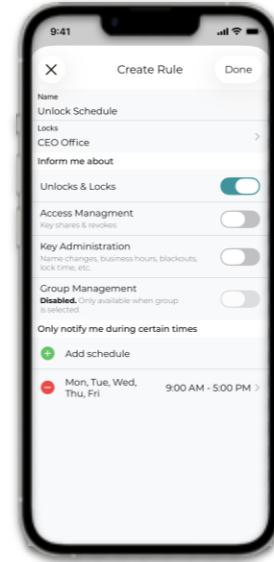 9:41
Create Rule
Done
Name
Unlock Schedule
Locks
CEO Office
Inform me about
Unlocks & Locks
Access Managment
Key shares & revokes
Key Administration
Name changes, business hours, blackouts,
lock time, etc.
Group Management
Disabled. Only available when group
is selected
Only notify me during certain times
Add schedule
Mon, Tue, Wed,
Thu, Fri
9:00 AM - 5:00 PM